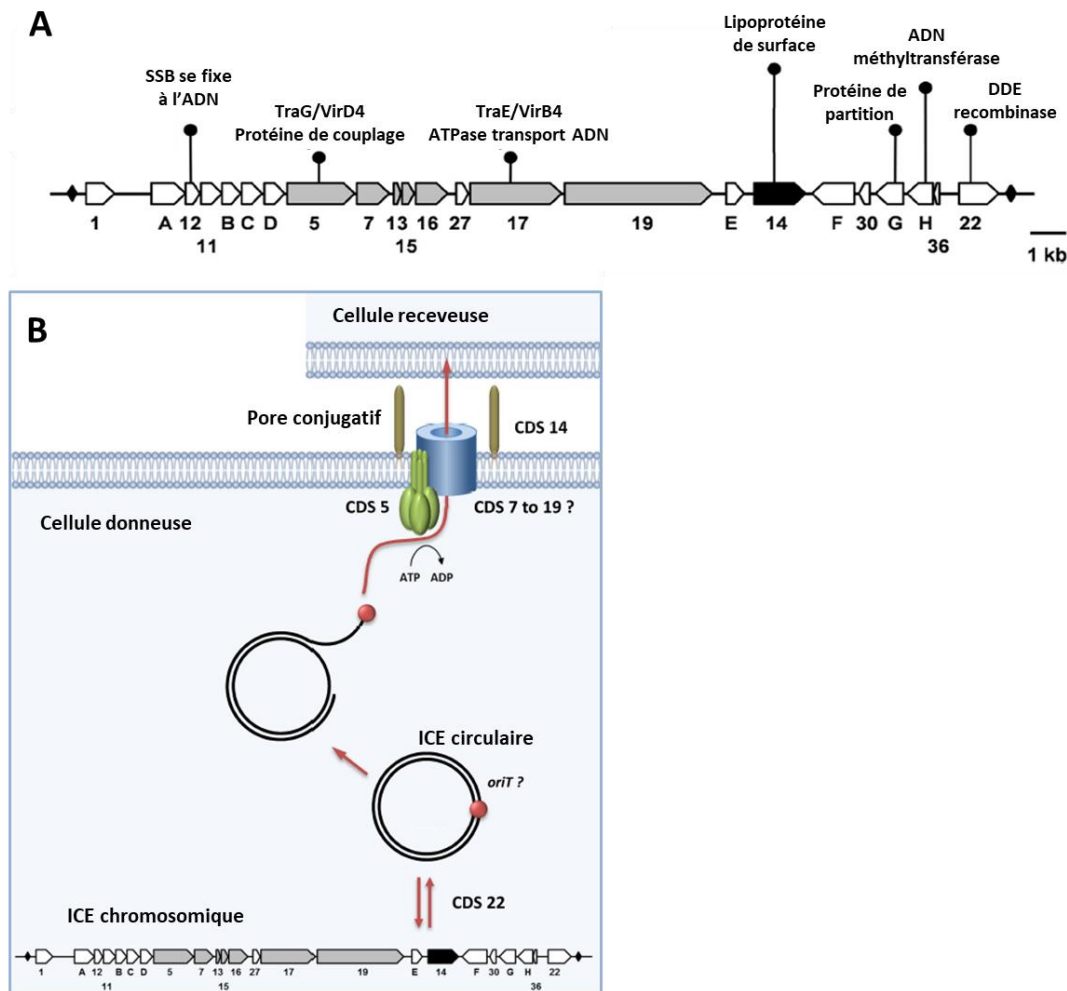 A
SSB se fixe
à l'ADN
TraG/VirD4
Protéine de couplage
TraE/VirB4
ATPase transport ADN
Lipoprotéine
de surface
Protéine de
partition
ADN
méthyltransférase
DDE
recombinase
1 A 12 B C D 5 7 13 16 27 17 19 E 14 F 30 G H 22
11 15 36
1 kb
B
Cellule receveuse
Pore conjugatif
CDS 14
CDS 5
CDS 7 to 19 ?
Cellule donneuse
ATP ADP
ICE circulaire
oriT ?
CDS 22
ICE chromosomique
1 A 12 B C D 5 7 13 16 27 17 19 E 14 F 30 G H 22
11 15 36